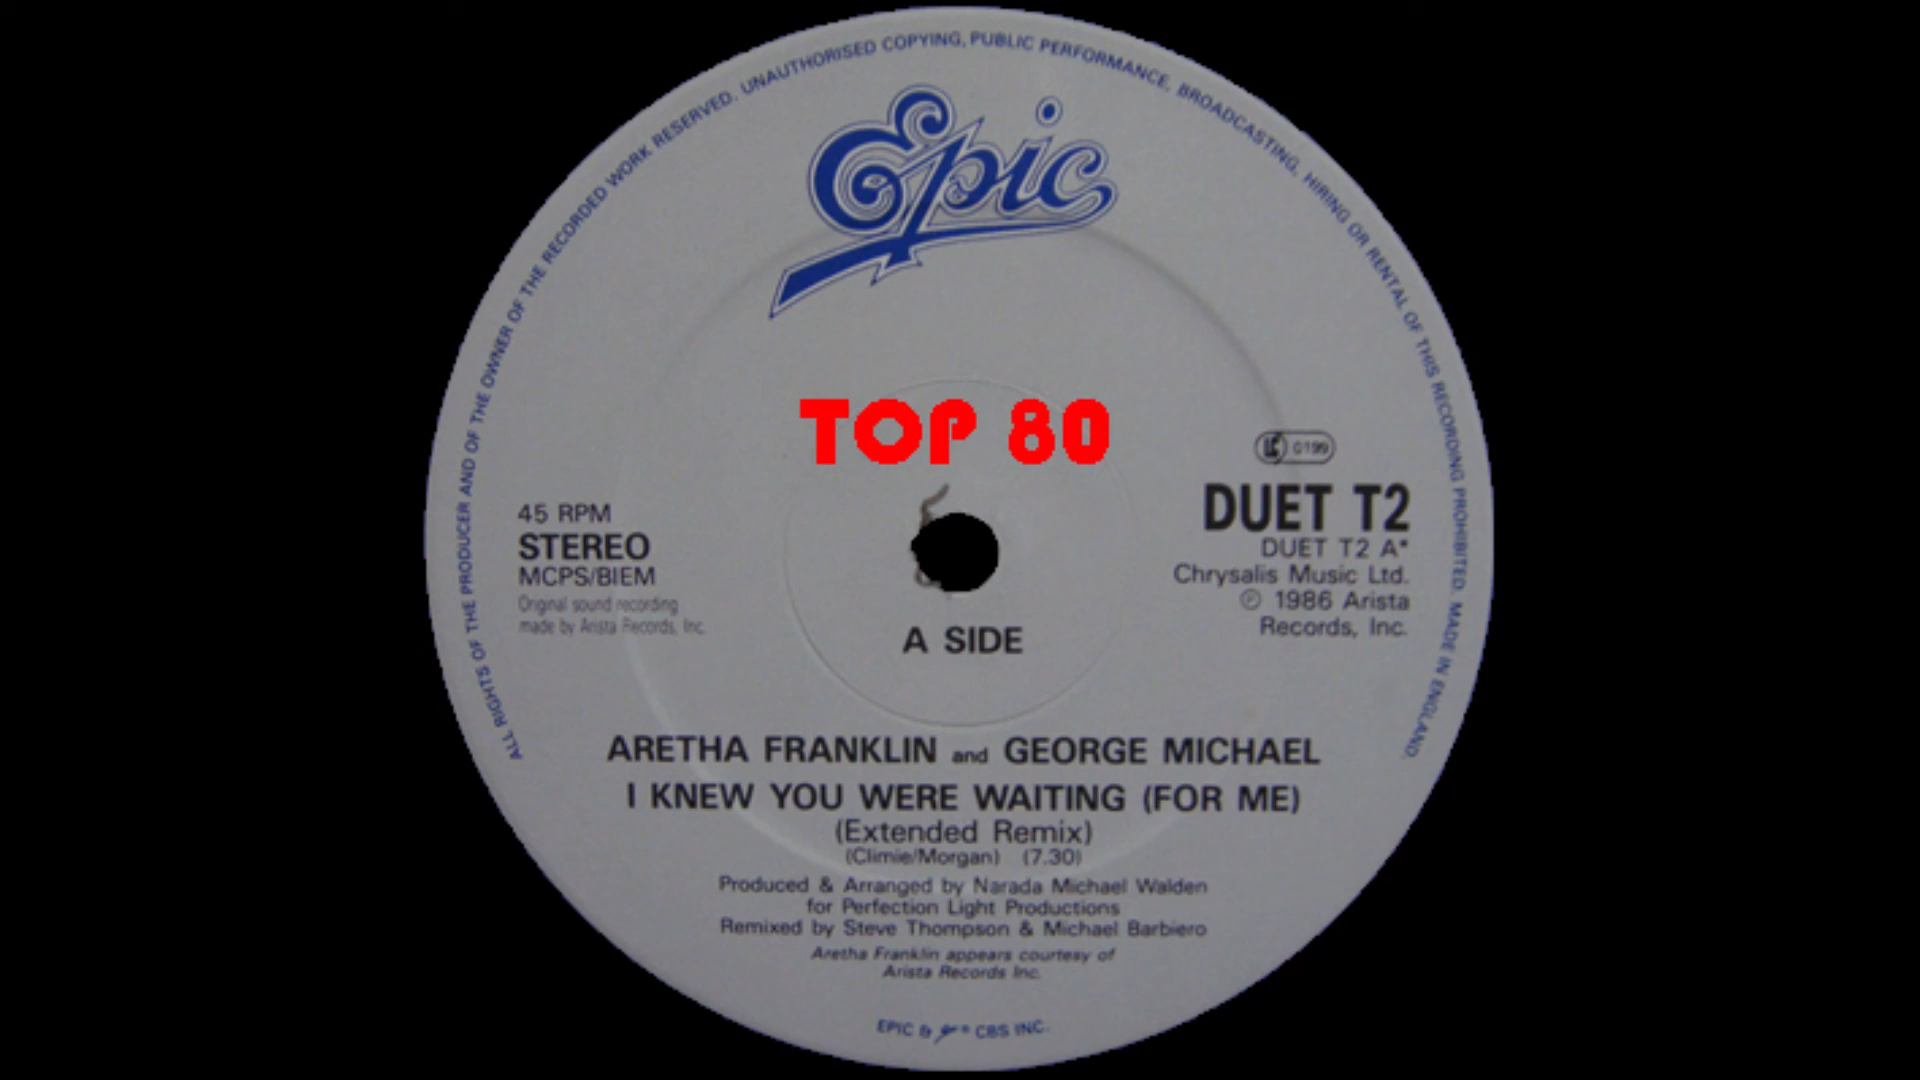 ALL RIGHTS OF THE PRODUCER AND OF THE OWNER OF THE RECORDED WORK RESERVED. UNAUTHORISED COPYING, PUBLIC PERFORMANCE, BROADCASTING, HIRING OR RENTAL OF THIS RECORDING PROHIBITED. MADE IN ENGLAND.
Epic
TOP 80
45 RPM
STEREO
MCPS/BIEM
Original sound recording
made by Arista Records, Inc.
LC 0199
DUET T2
DUET T2 A*
Chrysalis Music Ltd.
℗ 1986 Arista
Records, Inc.
A SIDE
ARETHA FRANKLIN and GEORGE MICHAEL
I KNEW YOU WERE WAITING (FOR ME)
(Extended Remix)
(Climie/Morgan) (7.30)
Produced & Arranged by Narada Michael Walden
for Perfection Light Productions
Remixed by Steve Thompson & Michael Barbiero
Aretha Franklin appears courtesy of
Arista Records Inc.
EPIC & CBS INC.